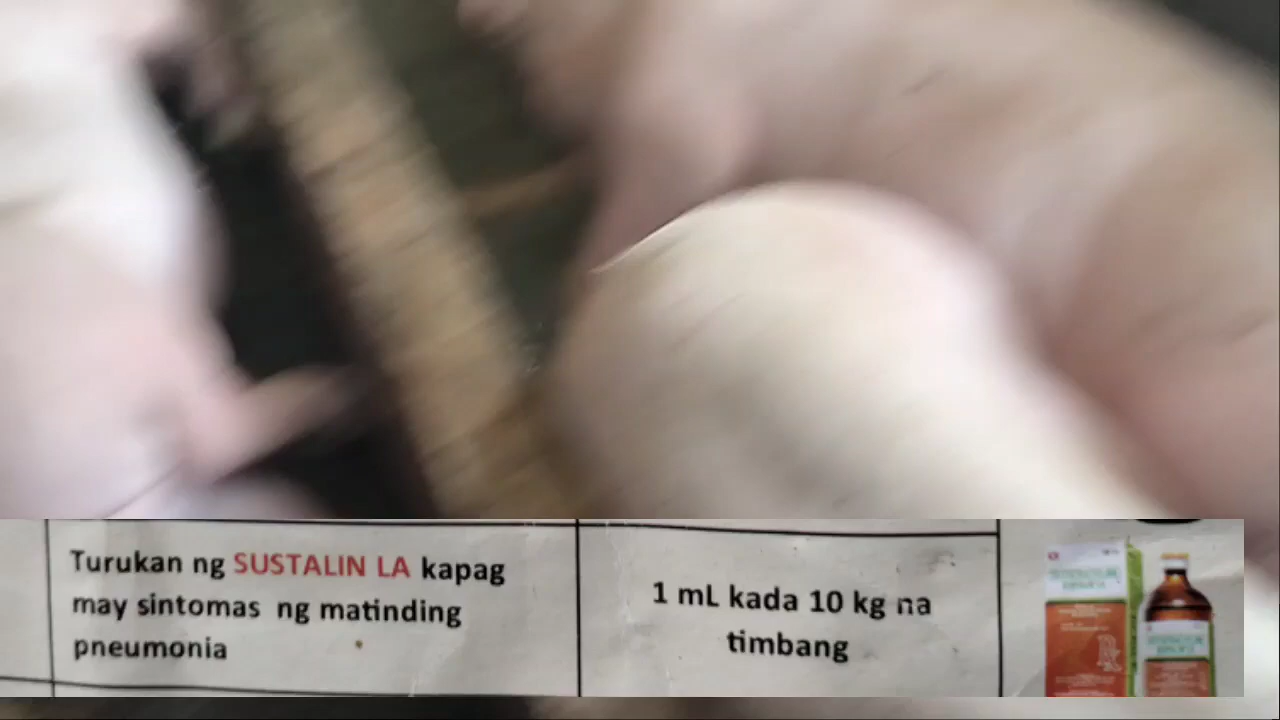 Turukan ng SUSTALIN LA kapag
may sintomas ng matinding
pneumonia
1 mL kada 10 kg na
timbang